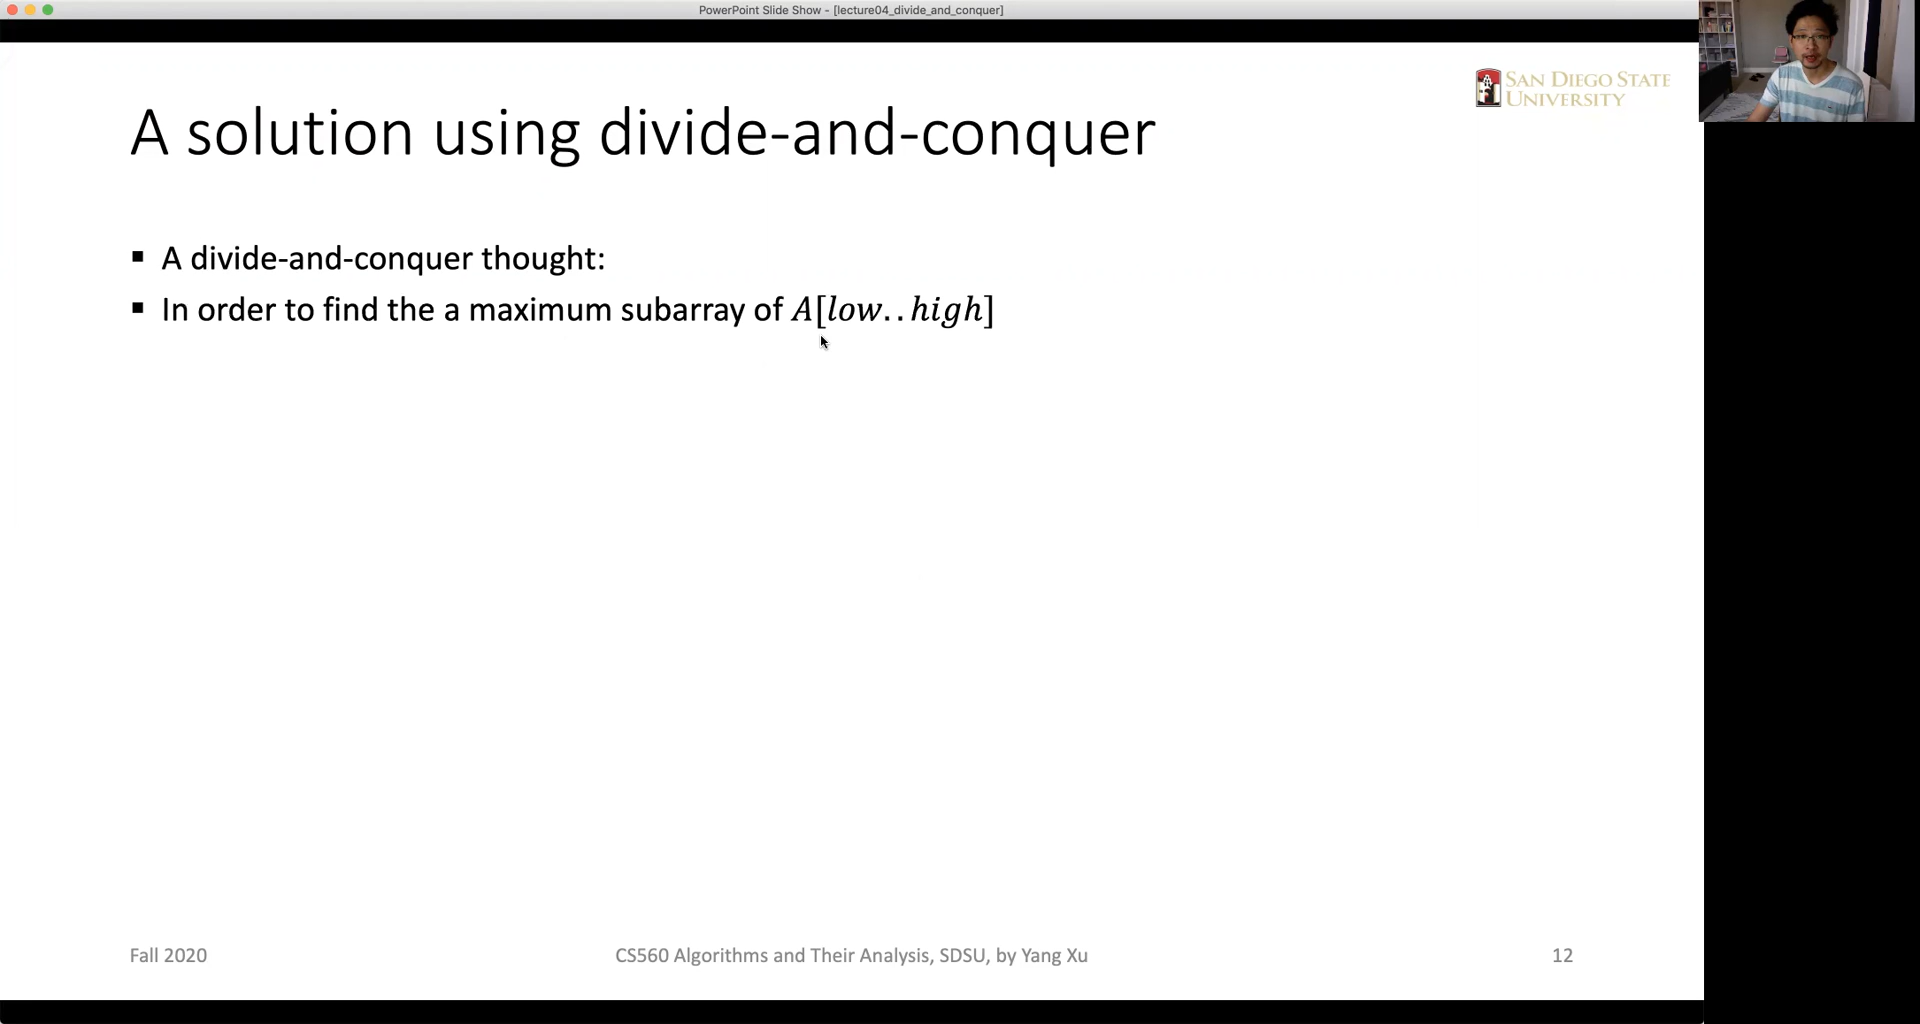 PowerPoint Slide Show - [lecture04_divide_and_conquer]
SAN DIEGO STATE
UNIVERSITY
A solution using divide-and-conquer
▪ A divide-and-conquer thought:
▪ In order to find the a maximum subarray of A[low..high]
Fall 2020
CS560 Algorithms and Their Analysis, SDSU, by Yang Xu
12